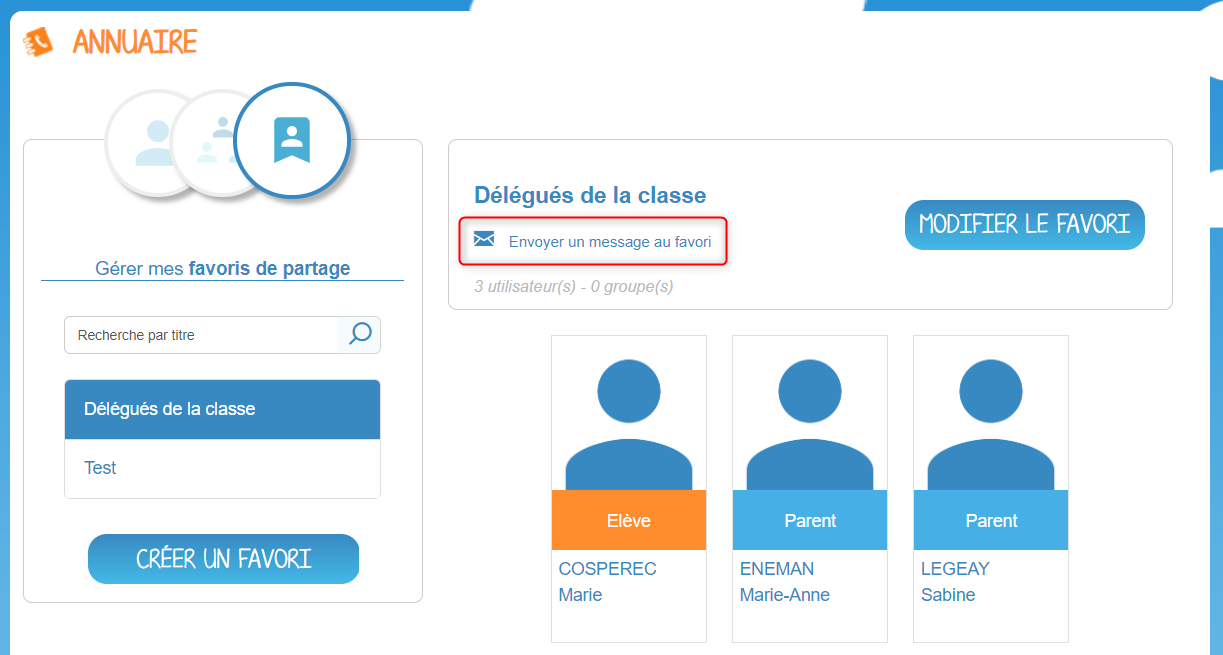 ANNUAIRE
Gérer mes favoris de partage
Recherche par titre
Délégués de la classe
Test
CRÉER UN FAVORI
Délégués de la classe
Envoyer un message au favori
3 utilisateur(s) - 0 groupe(s)
MODIFIER LE FAVORI
Elève
COSPEREC
Marie
Parent
ENEMAN
Marie-Anne
Parent
LEGEAY
Sabine